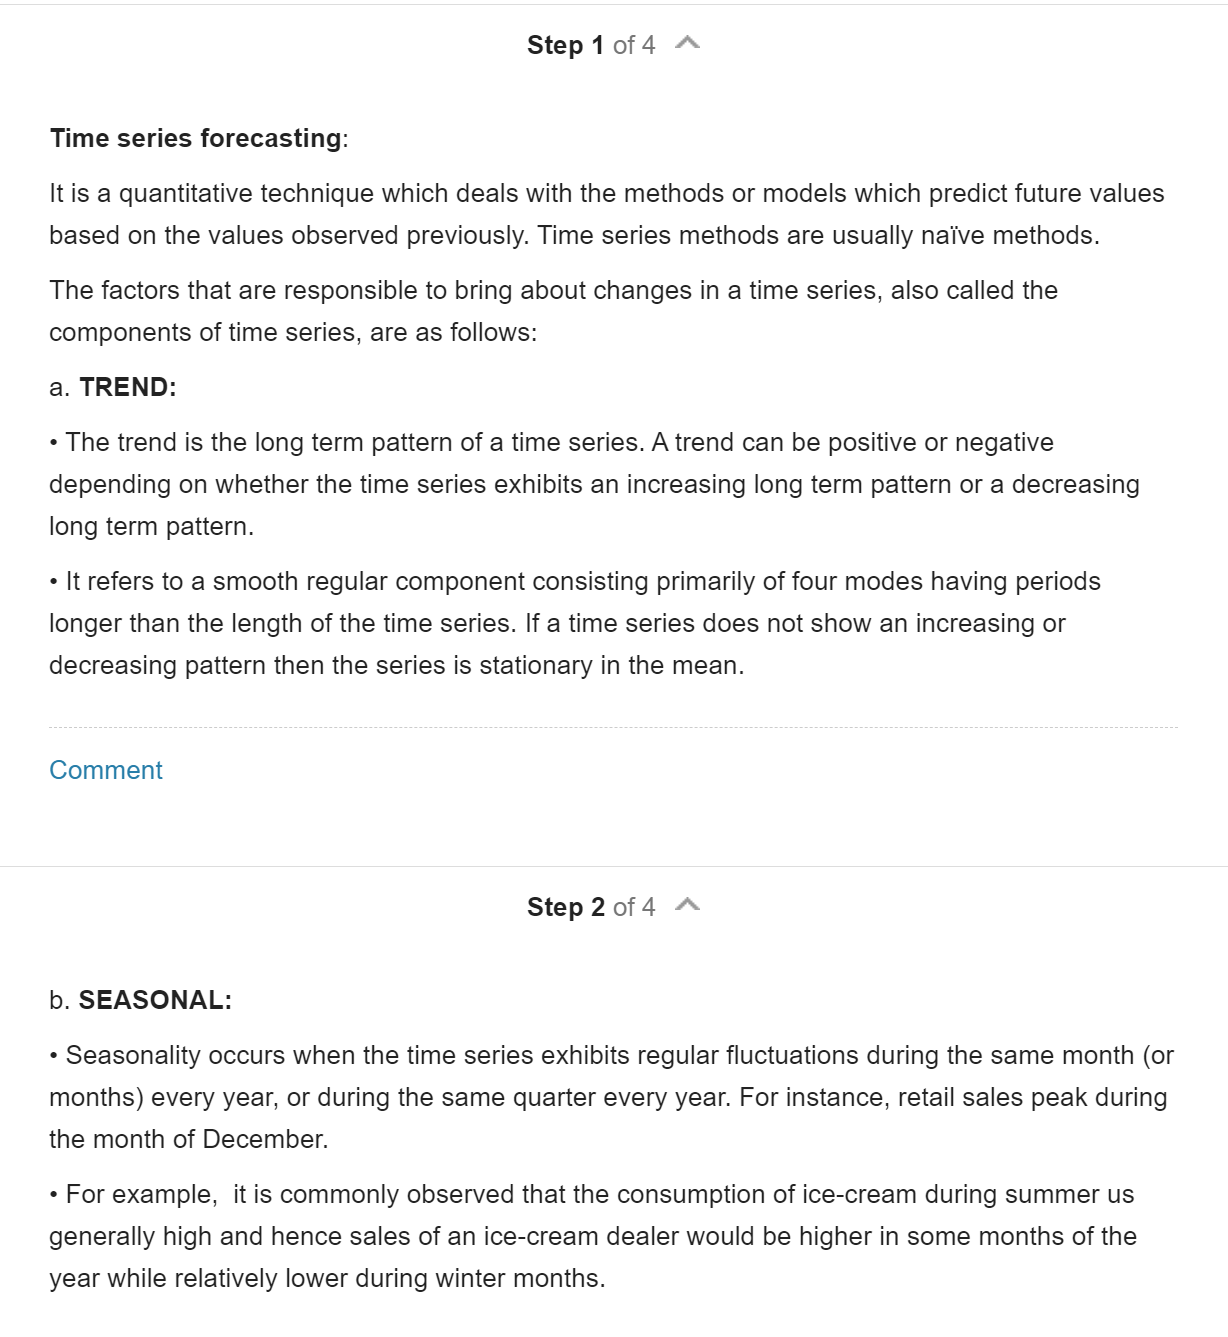 Step 1 of 4
Time series forecasting:
It is a quantitative technique which deals with the methods or models which predict future values
based on the values observed previously. Time series methods are usually naïve methods.
The factors that are responsible to bring about changes in a time series, also called the
components of time series, are as follows:
a. TREND:
• The trend is the long term pattern of a time series. A trend can be positive or negative
depending on whether the time series exhibits an increasing long term pattern or a decreasing
long term pattern.
• It refers to a smooth regular component consisting primarily of four modes having periods
longer than the length of the time series. If a time series does not show an increasing or
decreasing pattern then the series is stationary in the mean.
Comment
Step 2 of 4
b. SEASONAL:
• Seasonality occurs when the time series exhibits regular fluctuations during the same month (or
months) every year, or during the same quarter every year. For instance, retail sales peak during
the month of December.
• For example,  it is commonly observed that the consumption of ice-cream during summer us
generally high and hence sales of an ice-cream dealer would be higher in some months of the
year while relatively lower during winter months.